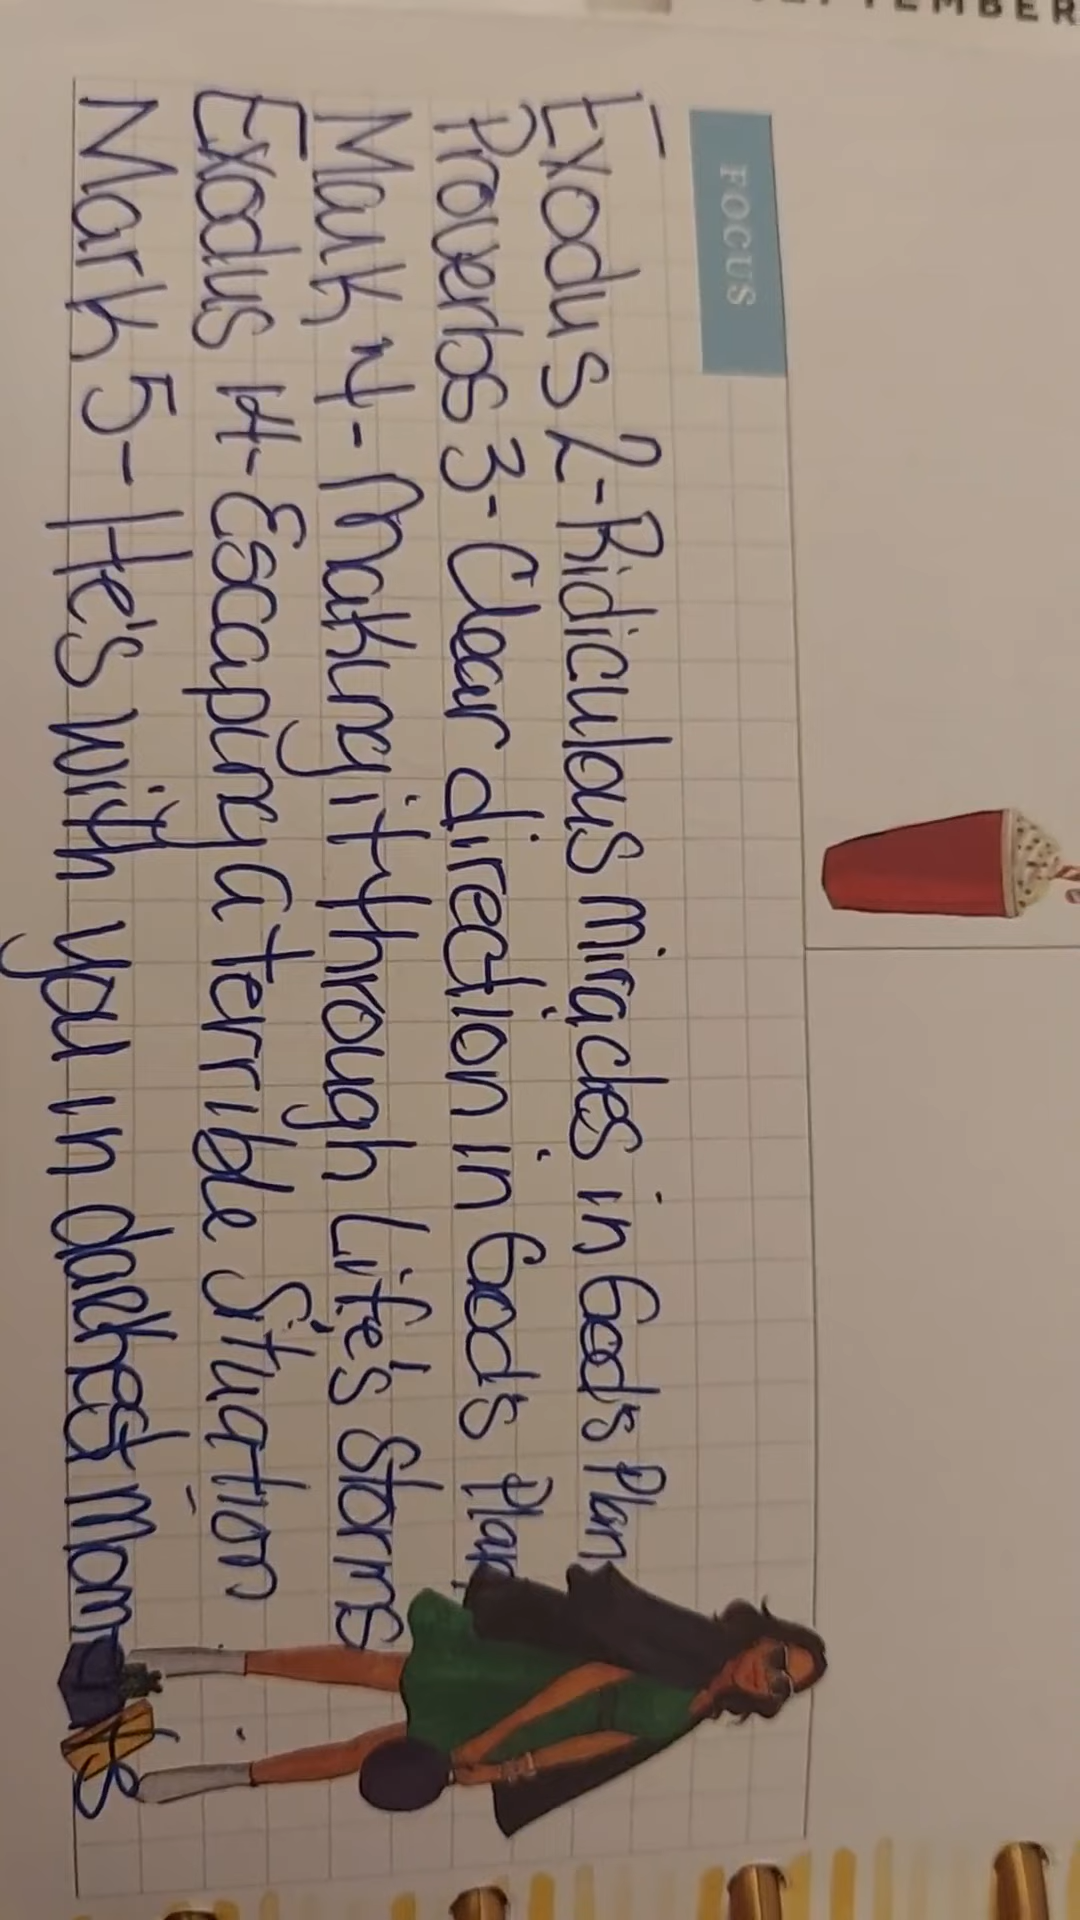 FOCUS
Exodus 2-Ridiculous miracles in God's Plan
Proverbs 3-Clear direction in God's Plan
Mark 4-Making it through Life's Storms
Exodus 14-Escaping a terrible Situation
Mark 5-He's with you in darkest mom